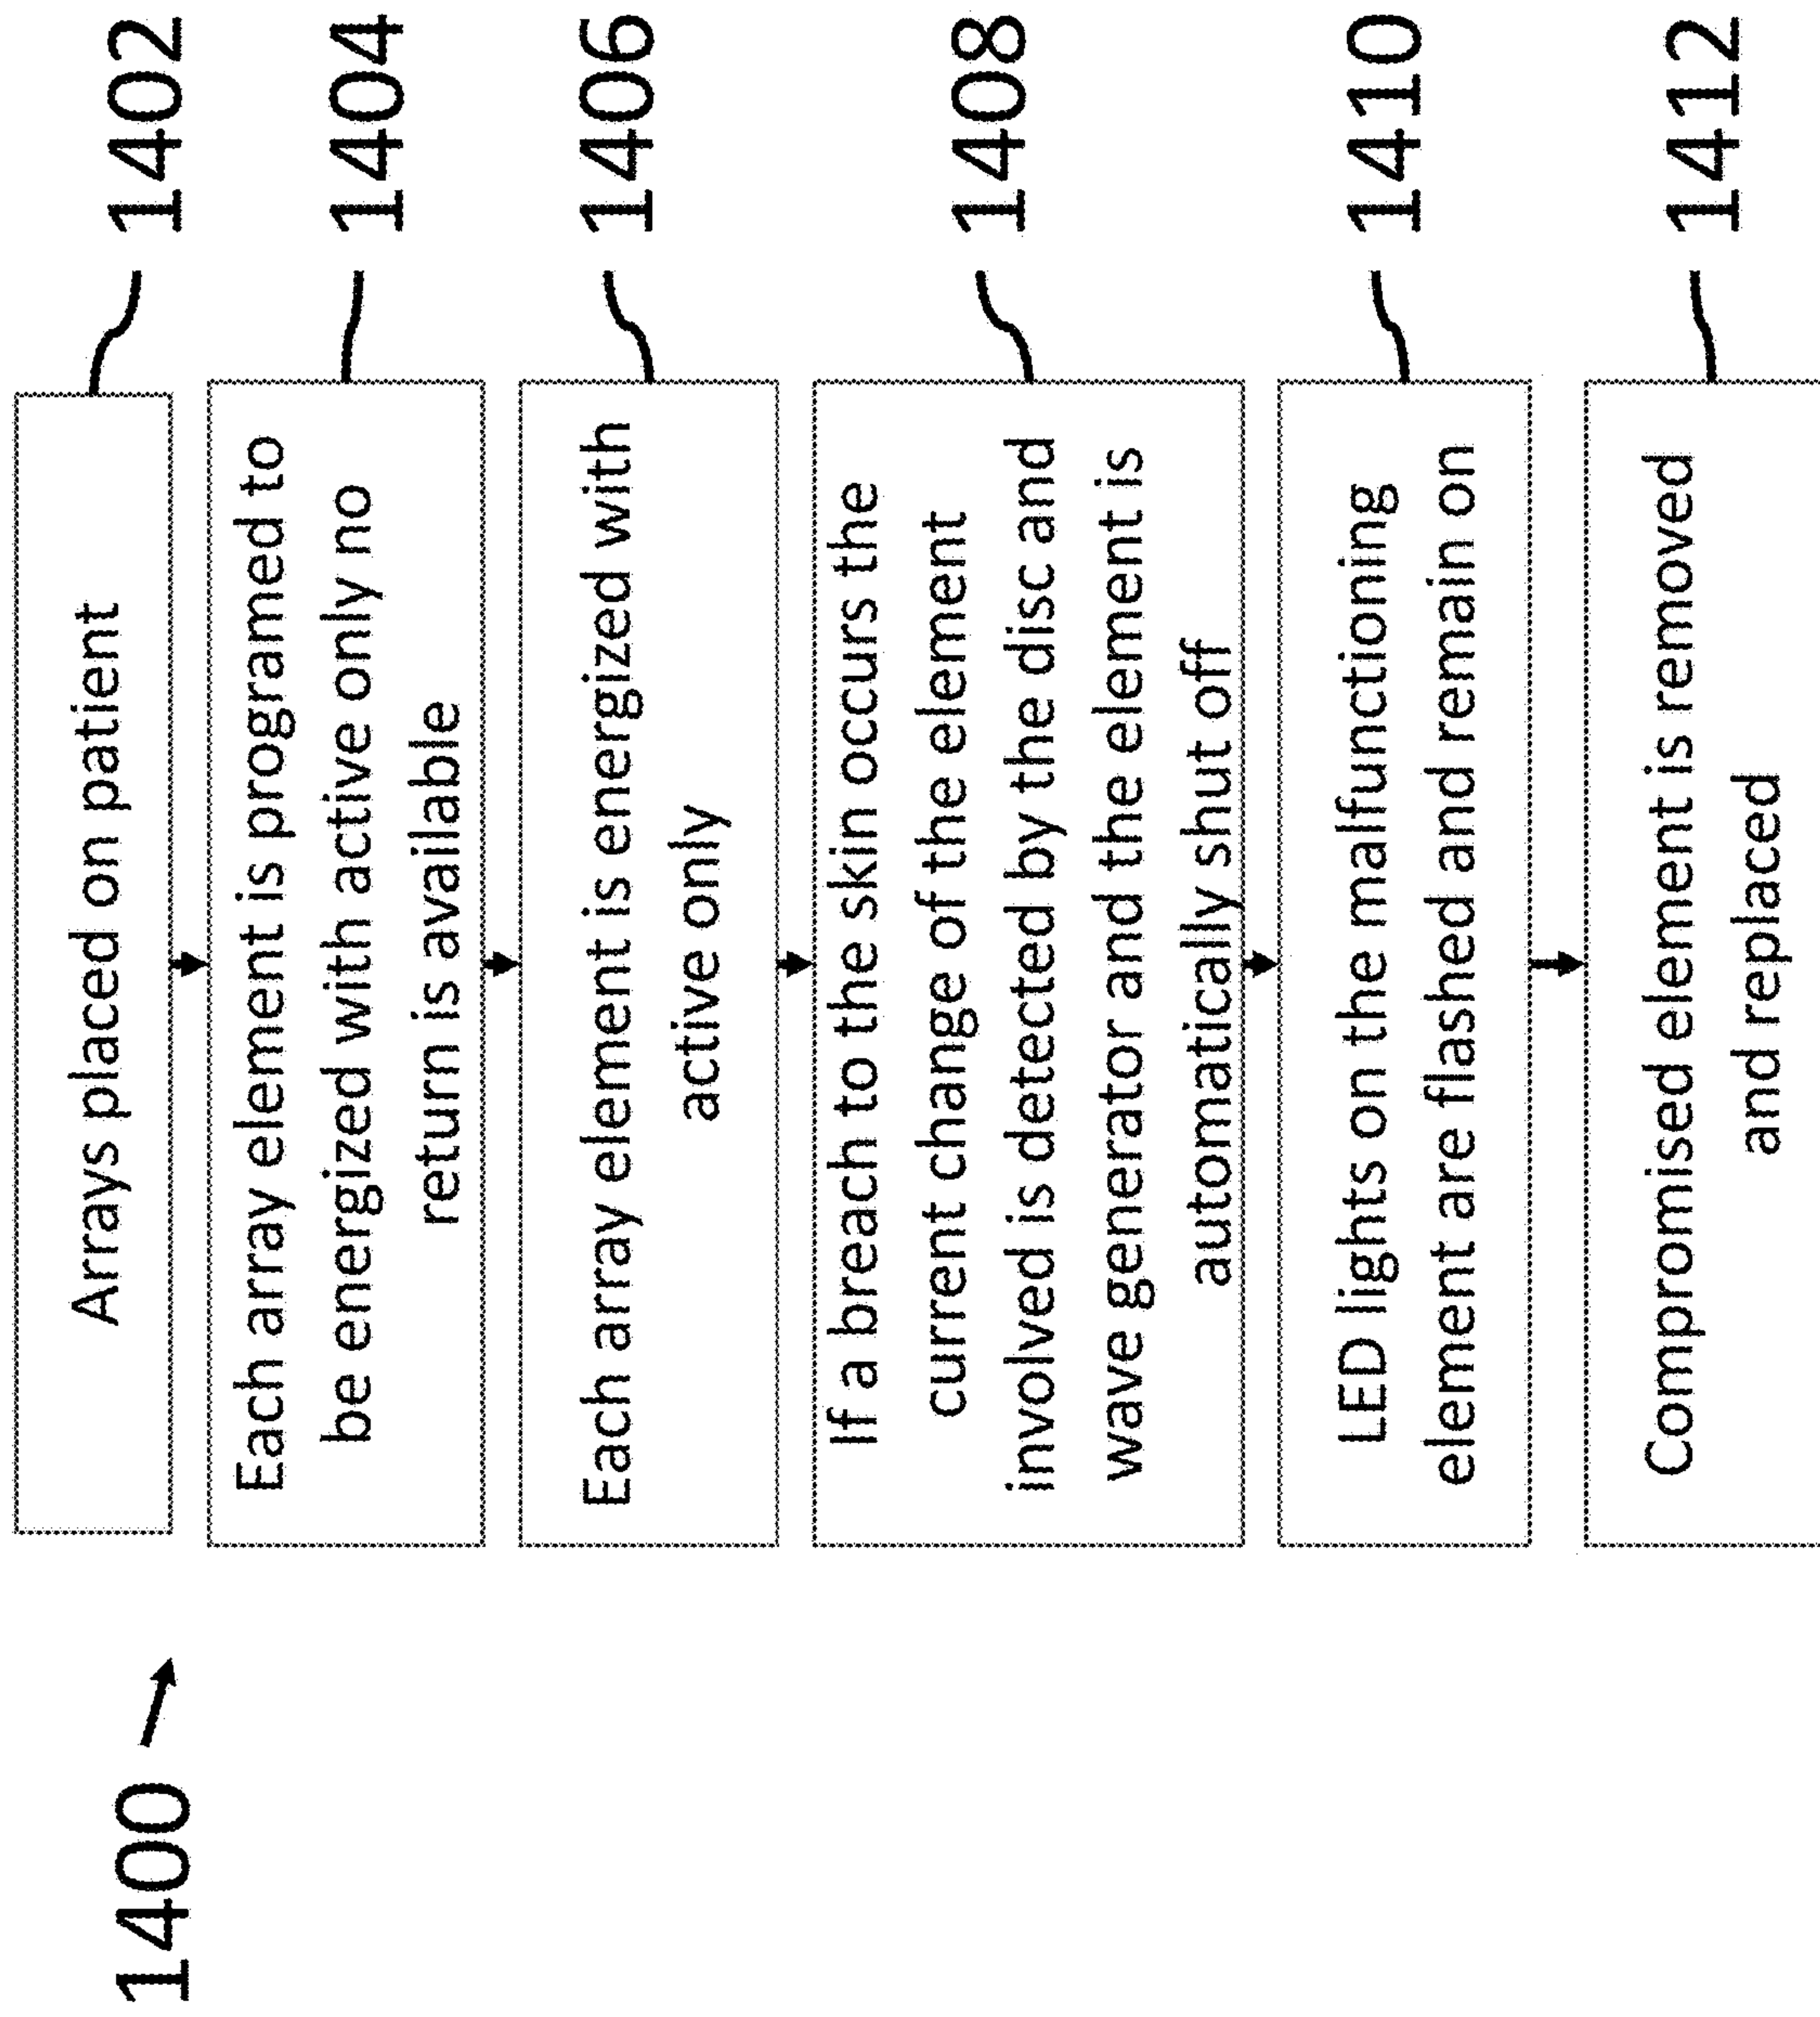 1400
Arrays placed on patient
1402
Each array element is programed to
be energized with active only no
return is available
1404
Each array element is energized with
active only
1406
If a breach to the skin occurs the
current change of the element
involved is detected by the disc and
wave generator and the element is
automatically shut off
1408
LED lights on the malfunctioning
element are flashed and remain on
1410
Compromised element is removed
and replaced
1412